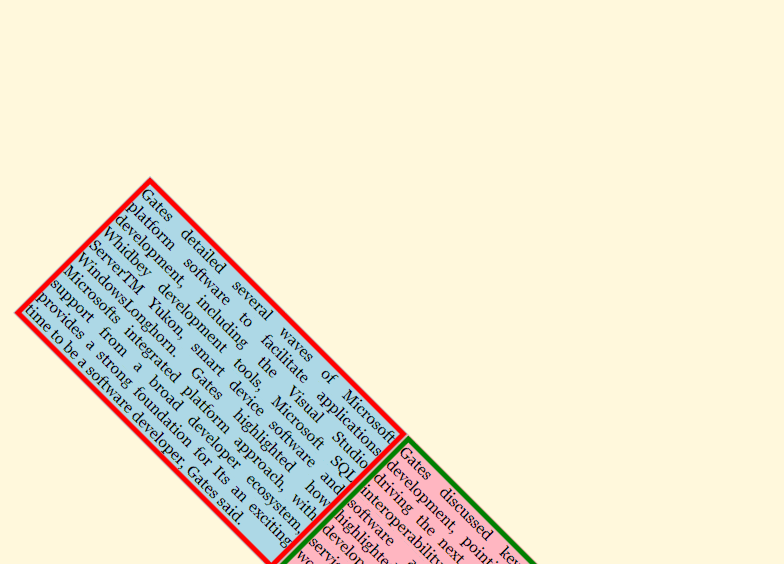 Gates detailed several waves of Microsoft
platform software to facilitate applications
development, including the Visual Studio
Whidbey development tools, Microsoft SQL
ServerTM Yukon, smart device software and
WindowsLonghorn. Gates highlighted how
Microsofts integrated platform approach, with
support from a broad developer ecosystem,
provides a strong foundation for Its an exciting
time to be a software developer, Gates said.
Gates discussed key
development,
driving the next
interoperability
software